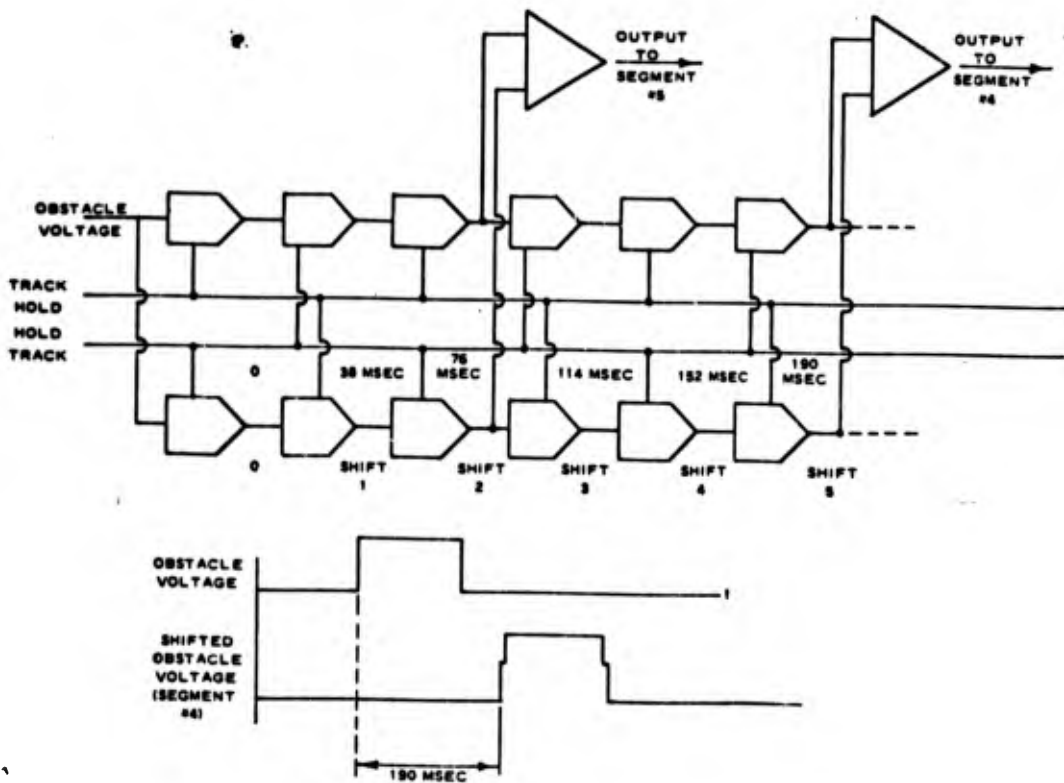 OUTPUT
TO
SEGMENT
#5
OUTPUT
TO
SEGMENT
#4
OBSTACLE
VOLTAGE
TRACK
HOLD
HOLD
TRACK
0
38 MSEC
76
MSEC
114 MSEC
152 MSEC
190
MSEC
0
SHIFT
1
SHIFT
2
SHIFT
3
SHIFT
4
SHIFT
5
OBSTACLE
VOLTAGE
t
SHIFTED
OBSTACLE
VOLTAGE
(SEGMENT
#4)
190 MSEC